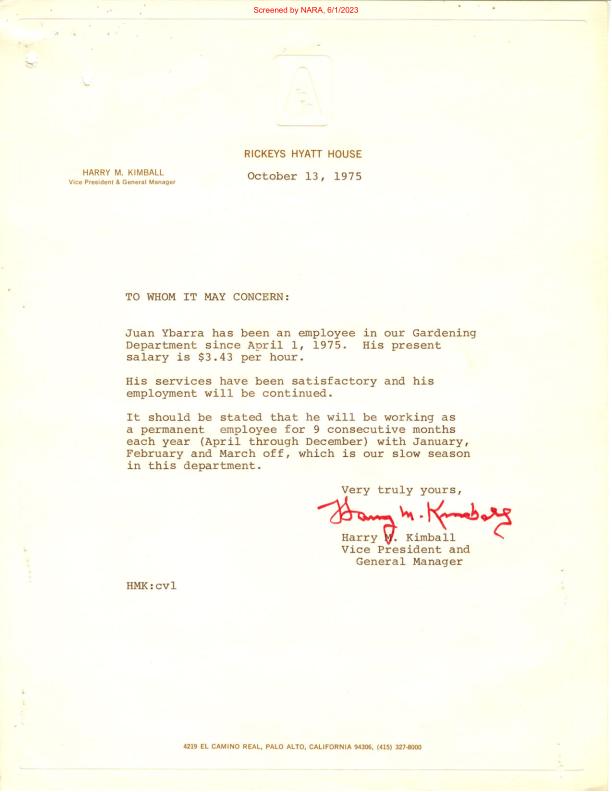 Screened by NARA, 6/1/2023
A
RICKEYS HYATT HOUSE
HARRY M. KIMBALL
Vice President & General Manager
October 13, 1975
TO WHOM IT MAY CONCERN:
Juan Ybarra has been an employee in our Gardening
Department since April 1, 1975. His present
salary is $3.43 per hour.
His services have been satisfactory and his
employment will be continued.
It should be stated that he will be working as
a permanent employee for 9 consecutive months
each year (April through December) with January,
February and March off, which is our slow season
in this department.
Very truly yours,
Harry M. Kimball
Harry M. Kimball
Vice President and
General Manager
HMK:cvl
4219 EL CAMINO REAL, PALO ALTO, CALIFORNIA 94306, (415) 327-8000